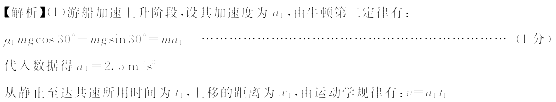 【解析】(1)游船加速上升阶段,设其加速度为a₁,由牛顿第二定律有:
μ₁mgcos30°-mgsin30°=ma₁ ……………………………………………… (1分)
代入数据得a₁=2.5m/s²
从静止至达共速所用时间为t₁,上移的距离为x₁,由运动学规律有:v=a₁t₁